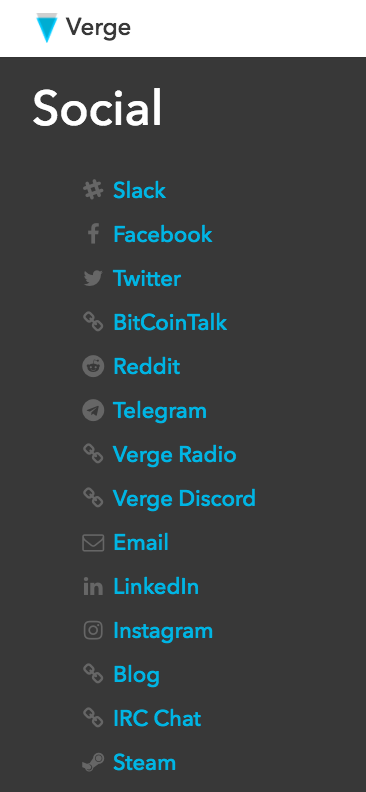 Verge
Social
Slack
Facebook
Twitter
BitCoinTalk
Reddit
Telegram
Verge Radio
Verge Discord
Email
LinkedIn
Instagram
Blog
IRC Chat
Steam